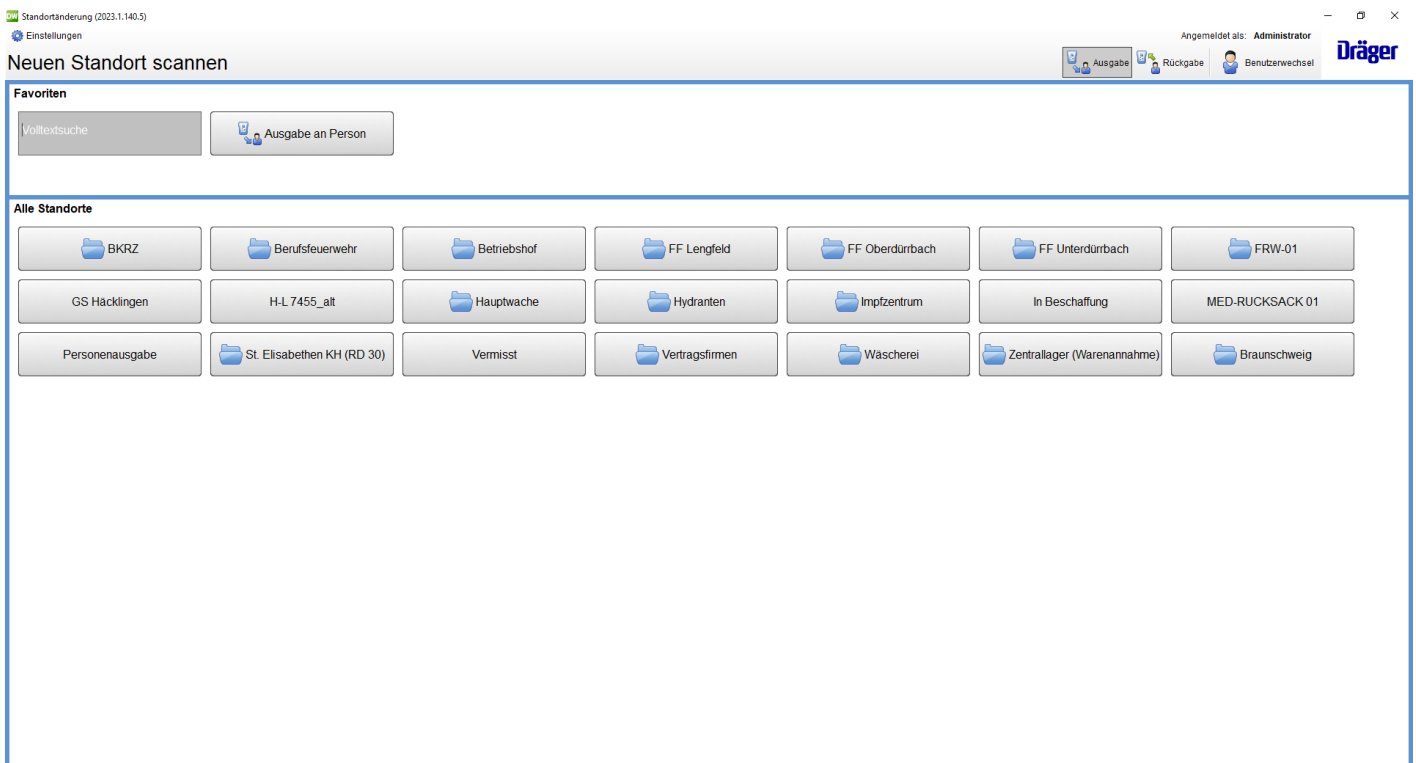 DW Standortänderung (2023.1.140.5)
Einstellungen
Angemeldet als: Administrator
Dräger
Neuen Standort scannen
Ausgabe Rückgabe Benutzerwechsel
Favoriten
Volltextsuche Ausgabe an Person
Alle Standorte
BKRZ Berufsfeuerwehr Betriebshof FF Lengfeld FF Oberdürrbach FF Unterdürrbach FRW-01
GS Häcklingen H-L 7455_alt Hauptwache Hydranten Impfzentrum In Beschaffung MED-RUCKSACK 01
Personenausgabe St. Elisabethen KH (RD 30) Vermisst Vertragsfirmen Wäscherei Zentrallager (Warenannahme) Braunschweig